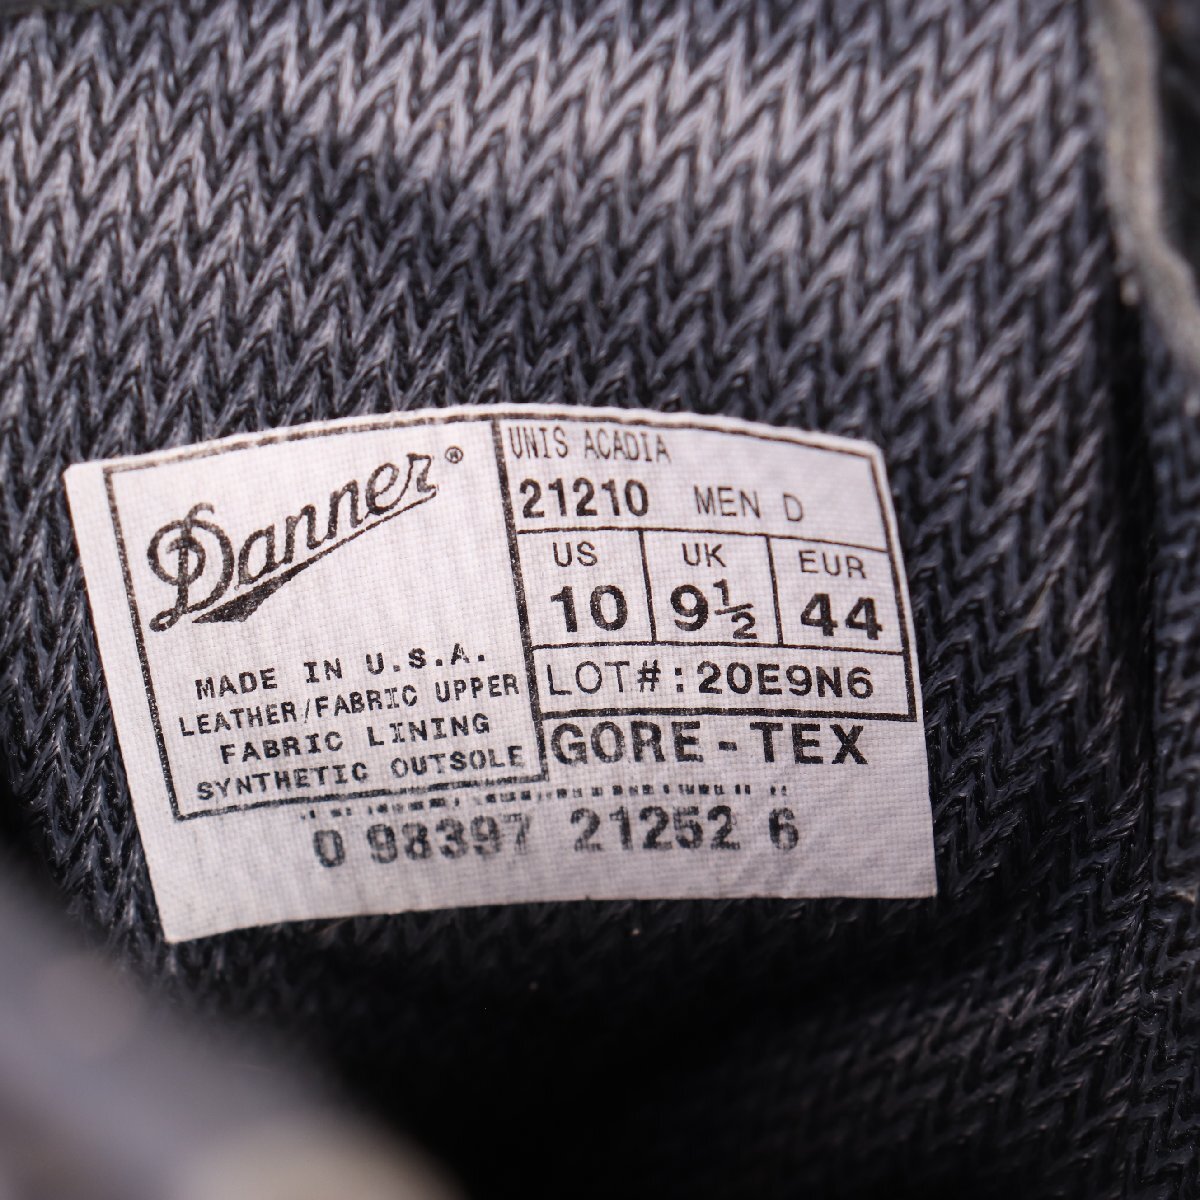 Danner®
MADE IN U.S.A.
LEATHER/FABRIC UPPER
FABRIC LINING
SYNTHETIC OUTSOLE
UNIS ACADIA
21210 MEN D
US UK EUR
10 9½ 44
LOT#:20E9N6
GORE-TEX
0 98397 21252 6